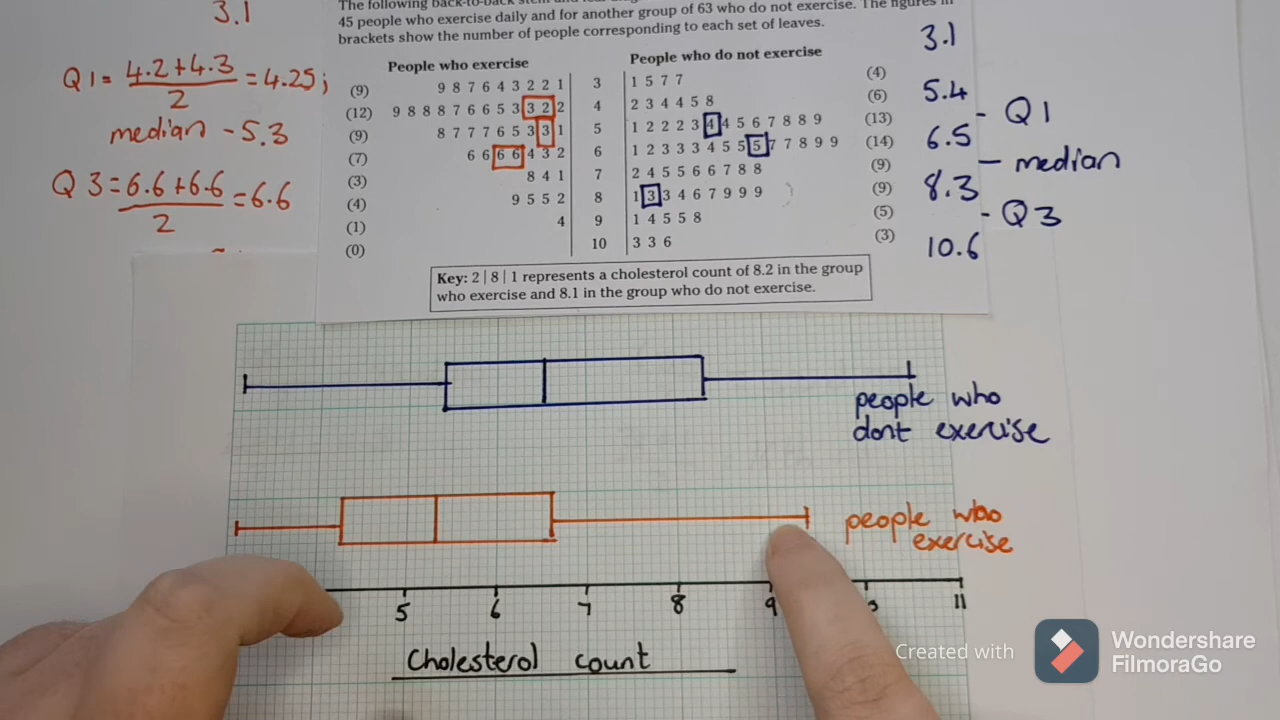 3.1
Q1 = 4.2 + 4.3 = 4.25;
2
median - 5.3
Q3 = 6.6 + 6.6 = 6.6
2
The following back-to-back stem and
45 people who exercise daily and for another group of 63 who do not exercise. The figures in
brackets show the number of people corresponding to each set of leaves.
People who exercise People who do not exercise
(9) 9 8 7 6 4 3 2 2 1 3 1 5 7 7 (4)
(12) 9 8 8 8 7 6 6 5 3 3 2 2 4 2 3 4 4 5 8 (6)
(9) 8 7 7 7 6 5 3 3 1 5 1 2 2 2 3 4 4 5 6 7 8 8 9 (13)
(7) 6 6 6 6 4 3 2 6 1 2 3 3 3 4 5 5 5 7 7 8 9 9 (14)
(3) 8 4 1 7 2 4 5 5 6 6 7 8 8 (9)
(4) 9 5 5 2 8 1 3 3 4 6 7 9 9 9 (9)
(1) 4 9 1 4 5 5 8 (5)
(0) 10 3 3 6 (3)
Key: 2 | 8 | 1 represents a cholesterol count of 8.2 in the group
who exercise and 8.1 in the group who do not exercise.
3.1
5.4 - Q1
6.5 - median
8.3 - Q3
10.6
people who
dont exercise
people who
exercise
5 6 7 8 9 11
Cholesterol count
Created with Wondershare
FilmoraGo